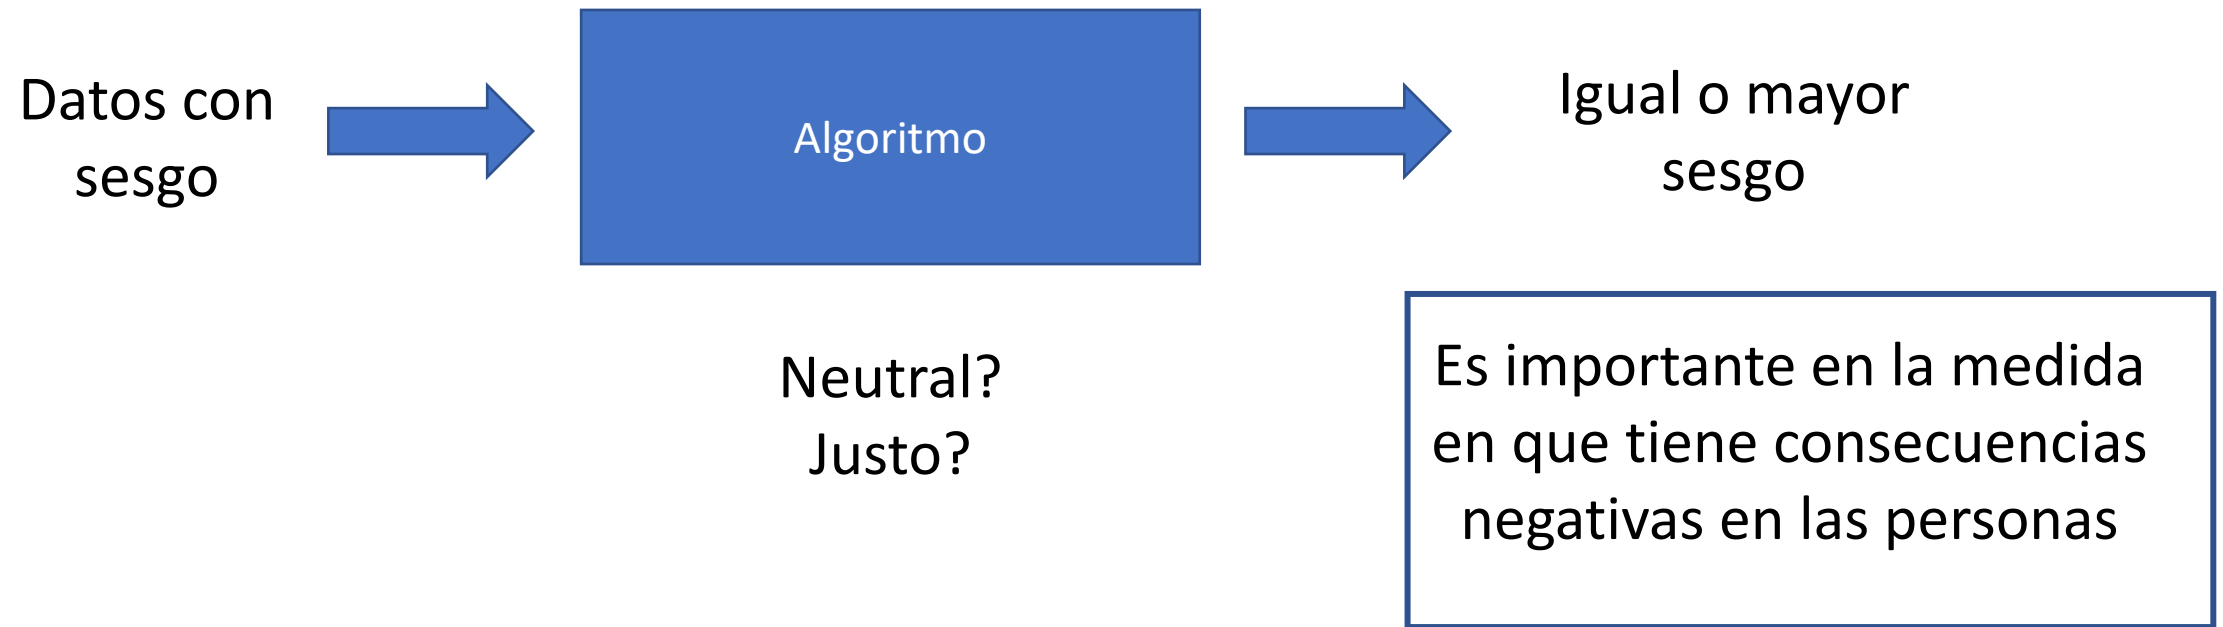 Datos con
sesgo
Algoritmo
Igual o mayor
sesgo
Neutral?
Justo?
Es importante en la medida
en que tiene consecuencias
negativas en las personas